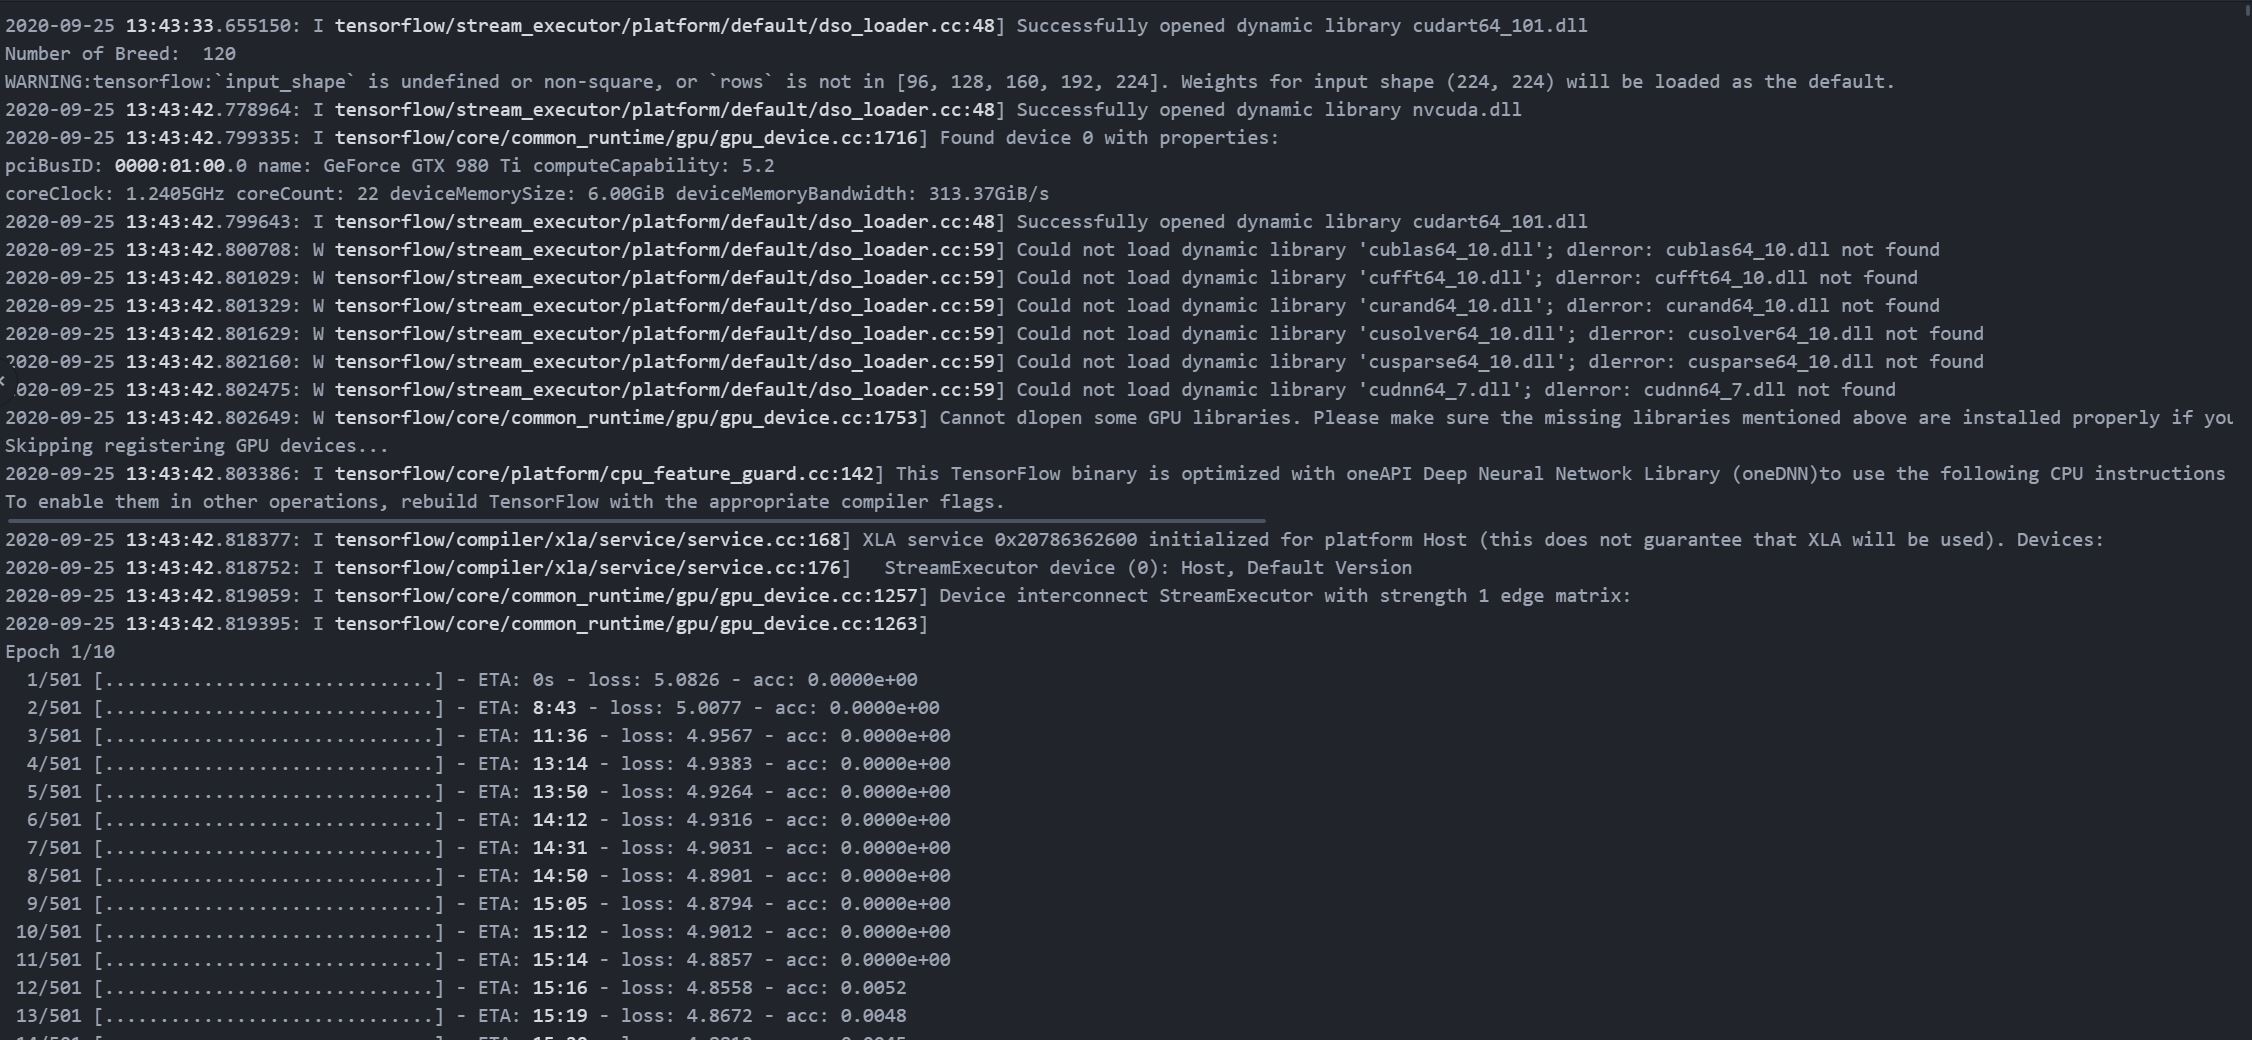 2020-09-25 13:43:33.655150: I tensorflow/stream_executor/platform/default/dso_loader.cc:48] Successfully opened dynamic library cudart64_101.dll
Number of Breed:  120
WARNING:tensorflow:`input_shape` is undefined or non-square, or `rows` is not in [96, 128, 160, 192, 224]. Weights for input shape (224, 224) will be loaded as the default.
2020-09-25 13:43:42.778964: I tensorflow/stream_executor/platform/default/dso_loader.cc:48] Successfully opened dynamic library nvcuda.dll
2020-09-25 13:43:42.799335: I tensorflow/core/common_runtime/gpu/gpu_device.cc:1716] Found device 0 with properties:
pciBusID: 0000:01:00.0 name: GeForce GTX 980 Ti computeCapability: 5.2
coreClock: 1.2405GHz coreCount: 22 deviceMemorySize: 6.00GiB deviceMemoryBandwidth: 313.37GiB/s
2020-09-25 13:43:42.799643: I tensorflow/stream_executor/platform/default/dso_loader.cc:48] Successfully opened dynamic library cudart64_101.dll
2020-09-25 13:43:42.800708: W tensorflow/stream_executor/platform/default/dso_loader.cc:59] Could not load dynamic library 'cublas64_10.dll'; dlerror: cublas64_10.dll not found
2020-09-25 13:43:42.801029: W tensorflow/stream_executor/platform/default/dso_loader.cc:59] Could not load dynamic library 'cufft64_10.dll'; dlerror: cufft64_10.dll not found
2020-09-25 13:43:42.801329: W tensorflow/stream_executor/platform/default/dso_loader.cc:59] Could not load dynamic library 'curand64_10.dll'; dlerror: curand64_10.dll not found
2020-09-25 13:43:42.801629: W tensorflow/stream_executor/platform/default/dso_loader.cc:59] Could not load dynamic library 'cusolver64_10.dll'; dlerror: cusolver64_10.dll not found
2020-09-25 13:43:42.802160: W tensorflow/stream_executor/platform/default/dso_loader.cc:59] Could not load dynamic library 'cusparse64_10.dll'; dlerror: cusparse64_10.dll not found
2020-09-25 13:43:42.802475: W tensorflow/stream_executor/platform/default/dso_loader.cc:59] Could not load dynamic library 'cudnn64_7.dll'; dlerror: cudnn64_7.dll not found
2020-09-25 13:43:42.802649: W tensorflow/core/common_runtime/gpu/gpu_device.cc:1753] Cannot dlopen some GPU libraries. Please make sure the missing libraries mentioned above are installed properly if you
Skipping registering GPU devices...
2020-09-25 13:43:42.803386: I tensorflow/core/platform/cpu_feature_guard.cc:142] This TensorFlow binary is optimized with oneAPI Deep Neural Network Library (oneDNN)to use the following CPU instructions
To enable them in other operations, rebuild TensorFlow with the appropriate compiler flags.
2020-09-25 13:43:42.818377: I tensorflow/compiler/xla/service/service.cc:168] XLA service 0x20786362600 initialized for platform Host (this does not guarantee that XLA will be used). Devices:
2020-09-25 13:43:42.818752: I tensorflow/compiler/xla/service/service.cc:176]   StreamExecutor device (0): Host, Default Version
2020-09-25 13:43:42.819059: I tensorflow/core/common_runtime/gpu/gpu_device.cc:1257] Device interconnect StreamExecutor with strength 1 edge matrix:
2020-09-25 13:43:42.819395: I tensorflow/core/common_runtime/gpu/gpu_device.cc:1263]
Epoch 1/10
  1/501 [..............................] - ETA: 0s - loss: 5.0826 - acc: 0.0000e+00
  2/501 [..............................] - ETA: 8:43 - loss: 5.0077 - acc: 0.0000e+00
  3/501 [..............................] - ETA: 11:36 - loss: 4.9567 - acc: 0.0000e+00
  4/501 [..............................] - ETA: 13:14 - loss: 4.9383 - acc: 0.0000e+00
  5/501 [..............................] - ETA: 13:50 - loss: 4.9264 - acc: 0.0000e+00
  6/501 [..............................] - ETA: 14:12 - loss: 4.9316 - acc: 0.0000e+00
  7/501 [..............................] - ETA: 14:31 - loss: 4.9031 - acc: 0.0000e+00
  8/501 [..............................] - ETA: 14:50 - loss: 4.8901 - acc: 0.0000e+00
  9/501 [..............................] - ETA: 15:05 - loss: 4.8794 - acc: 0.0000e+00
 10/501 [..............................] - ETA: 15:12 - loss: 4.9012 - acc: 0.0000e+00
 11/501 [..............................] - ETA: 15:14 - loss: 4.8857 - acc: 0.0000e+00
 12/501 [..............................] - ETA: 15:16 - loss: 4.8558 - acc: 0.0052
 13/501 [..............................] - ETA: 15:19 - loss: 4.8672 - acc: 0.0048